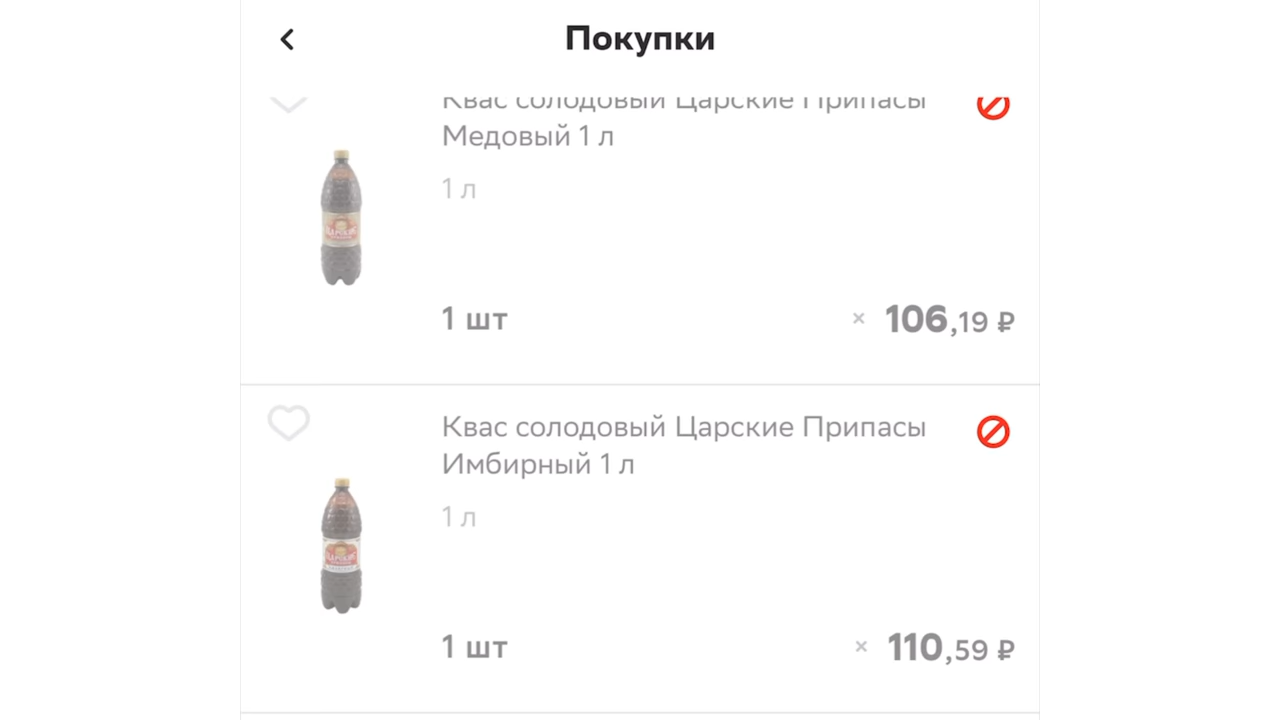 Покупки
Квас солодовый Царские Припасы
Медовый 1 л
1 л
1 шт
× 106,19 ₽
Квас солодовый Царские Припасы
Имбирный 1 л
1 л
1 шт
× 110,59 ₽